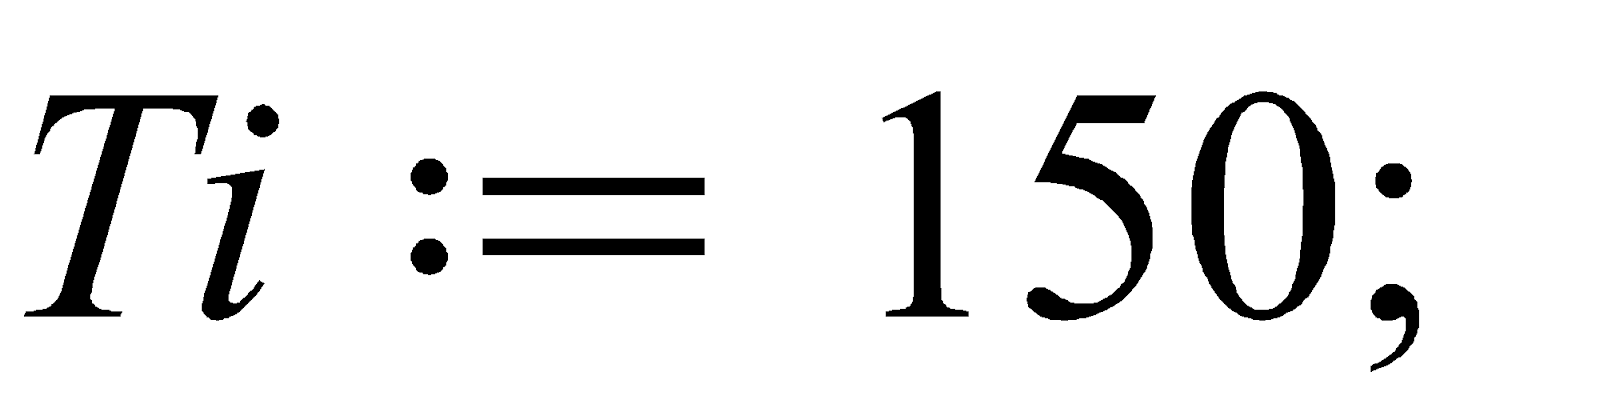 Ti := 150;